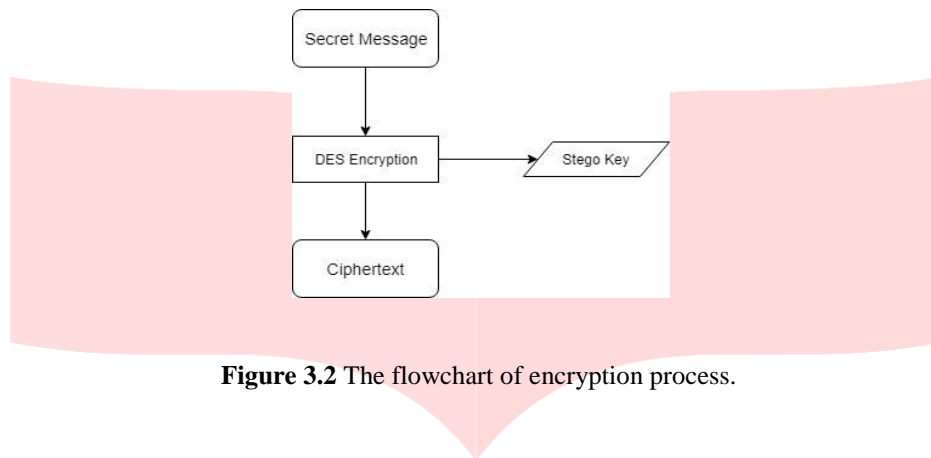 Secret Message
DES Encryption
Stego Key
Ciphertext
Figure 3.2 The flowchart of encryption process.